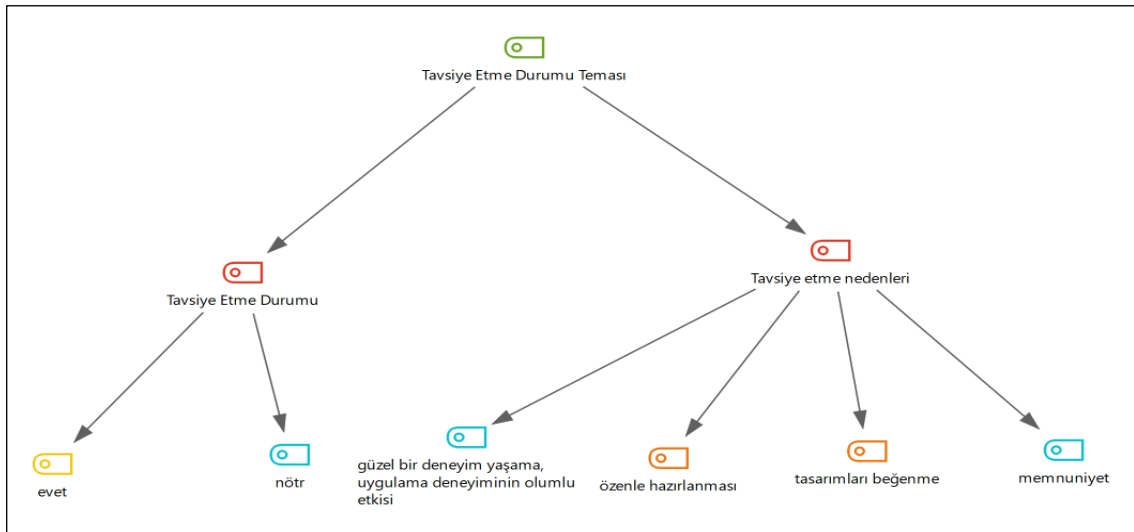 Tavsiye Etme Durumu Teması
Tavsiye Etme Durumu
Tavsiye etme nedenleri
evet
nötr
güzel bir deneyim yaşama,
uygulama deneyiminin olumlu
etkisi
özenle hazırlanması
tasarımları beğenme
memnuniyet